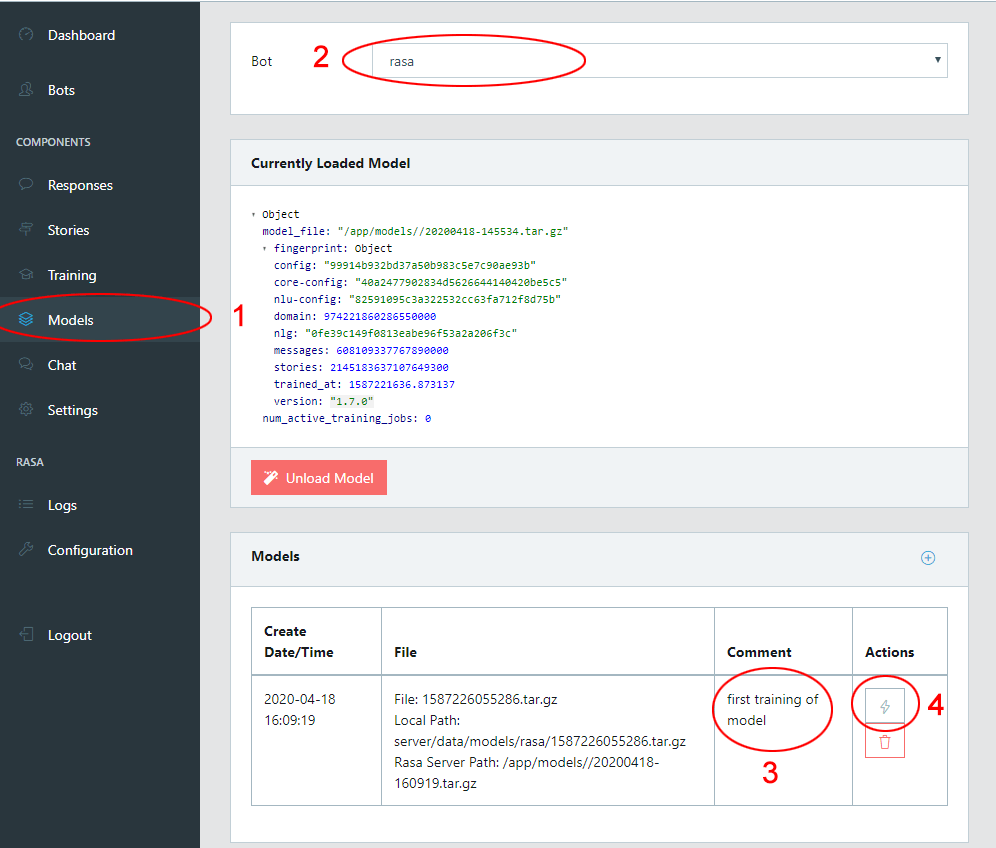 Dashboard
Bots
COMPONENTS
Responses
Stories
Training
Models
1
Chat
Settings
RASA
Logs
Configuration
Logout
Bot
2
rasa
Currently Loaded Model
Object
model_file: "/app/models//20200418-145534.tar.gz"
fingerprint: Object
config: "99914b932bd37a50b983c5e7c90ae93b"
core-config: "40a2477902834d5626644140420be5c5"
nlu-config: "82591095c3a322532cc63fa712f8d75b"
domain: 974221860286550000
nlg: "0fe39c149f0813eabe96f53a2a206f3c"
messages: 608109337767890000
stories: 2145183637107649300
trained_at: 1587221636.873137
version: "1.7.0"
num_active_training_jobs: 0
Unload Model
Models
Create
Date/Time
File
Comment
Actions
2020-04-18
16:09:19
File: 1587226055286.tar.gz
Local Path:
server/data/models/rasa/1587226055286.tar.gz
Rasa Server Path: /app/models//20200418-
160919.tar.gz
first training of
model
3
4